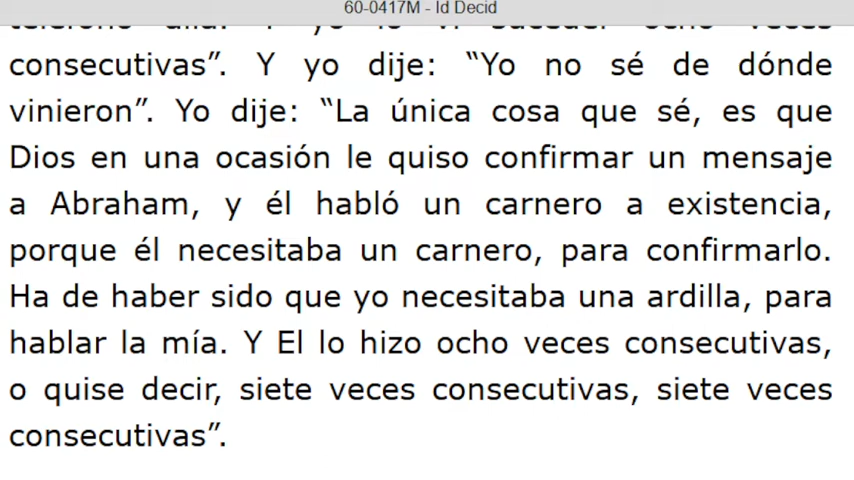 60-0417M - Id Decid
consecutivas”. Y yo dije: “Yo no sé de dónde
vinieron”. Yo dije: “La única cosa que sé, es que
Dios en una ocasión le quiso confirmar un mensaje
a Abraham, y él habló un carnero a existencia,
porque él necesitaba un carnero, para confirmarlo.
Ha de haber sido que yo necesitaba una ardilla, para
hablar la mía. Y El lo hizo ocho veces consecutivas,
o quise decir, siete veces consecutivas, siete veces
consecutivas”.